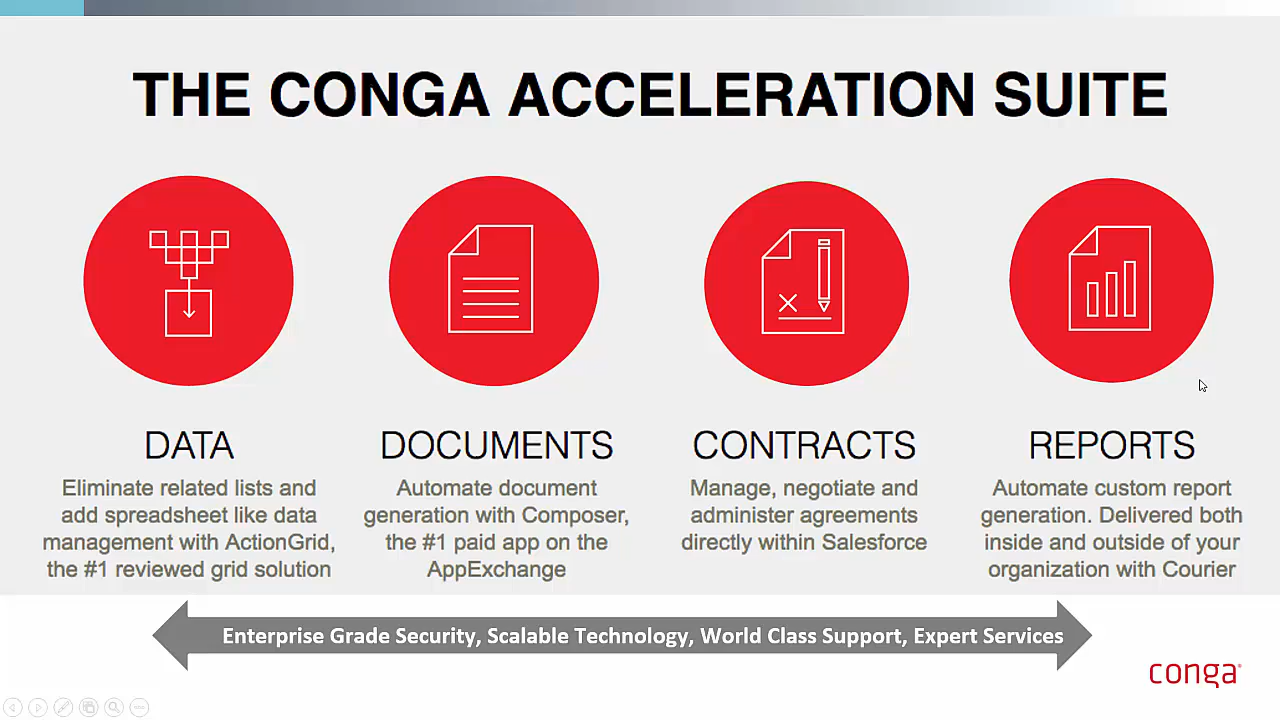 THE CONGA ACCELERATION SUITE
DATA
Eliminate related lists and
add spreadsheet like data
management with ActionGrid,
the #1 reviewed grid solution
DOCUMENTS
Automate document
generation with Composer,
the #1 paid app on the
AppExchange
CONTRACTS
Manage, negotiate and
administer agreements
directly within Salesforce
REPORTS
Automate custom report
generation. Delivered both
inside and outside of your
organization with Courier
Enterprise Grade Security, Scalable Technology, World Class Support, Expert Services
conga